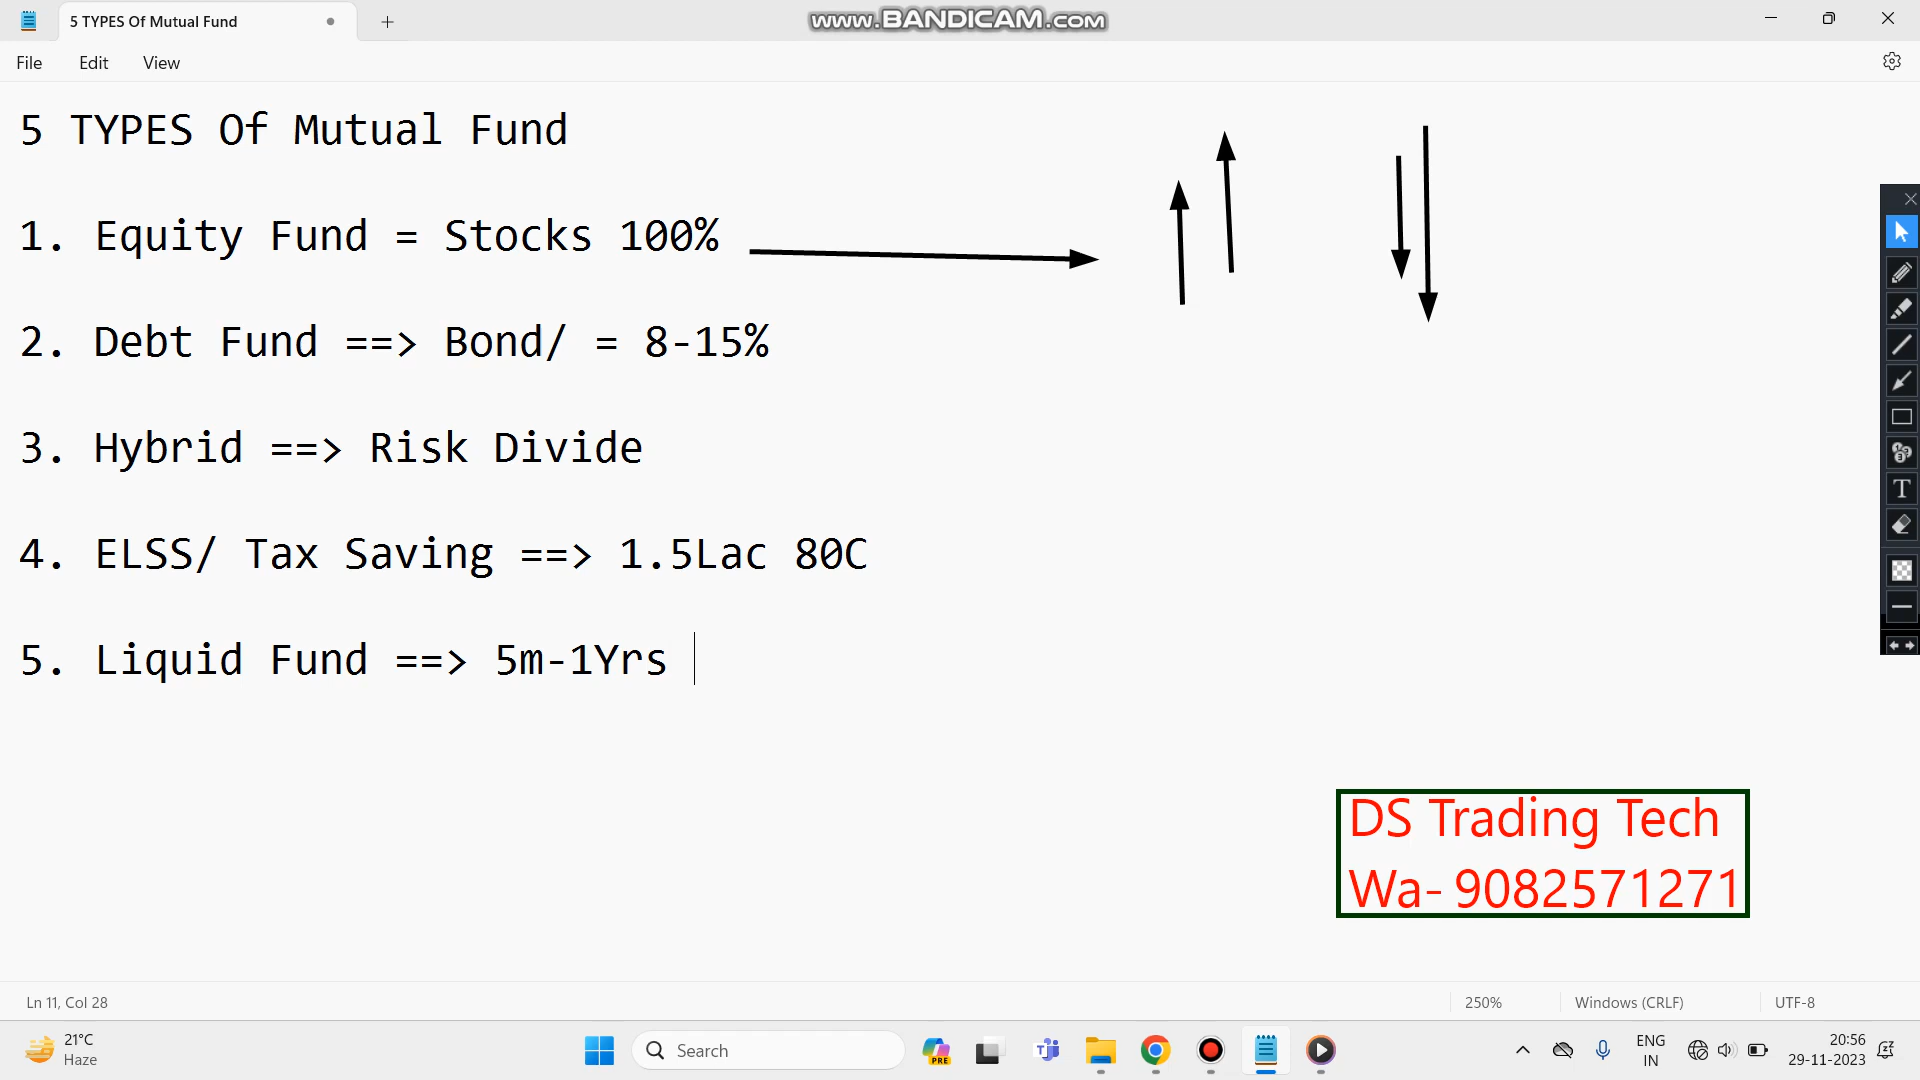 5 TYPES Of Mutual Fund
www.BANDICAM.com
File Edit View
5 TYPES Of Mutual Fund
1. Equity Fund = Stocks 100%
2. Debt Fund ==> Bond/ = 8-15%
3. Hybrid ==> Risk Divide
4. ELSS/ Tax Saving ==> 1.5Lac 80C
5. Liquid Fund ==> 5m-1Yrs
DS Trading Tech
Wa- 9082571271
Ln 11, Col 28 250% Windows (CRLF) UTF-8
21°C
Haze
Search
PRE
ENG
IN
20:56
29-11-2023